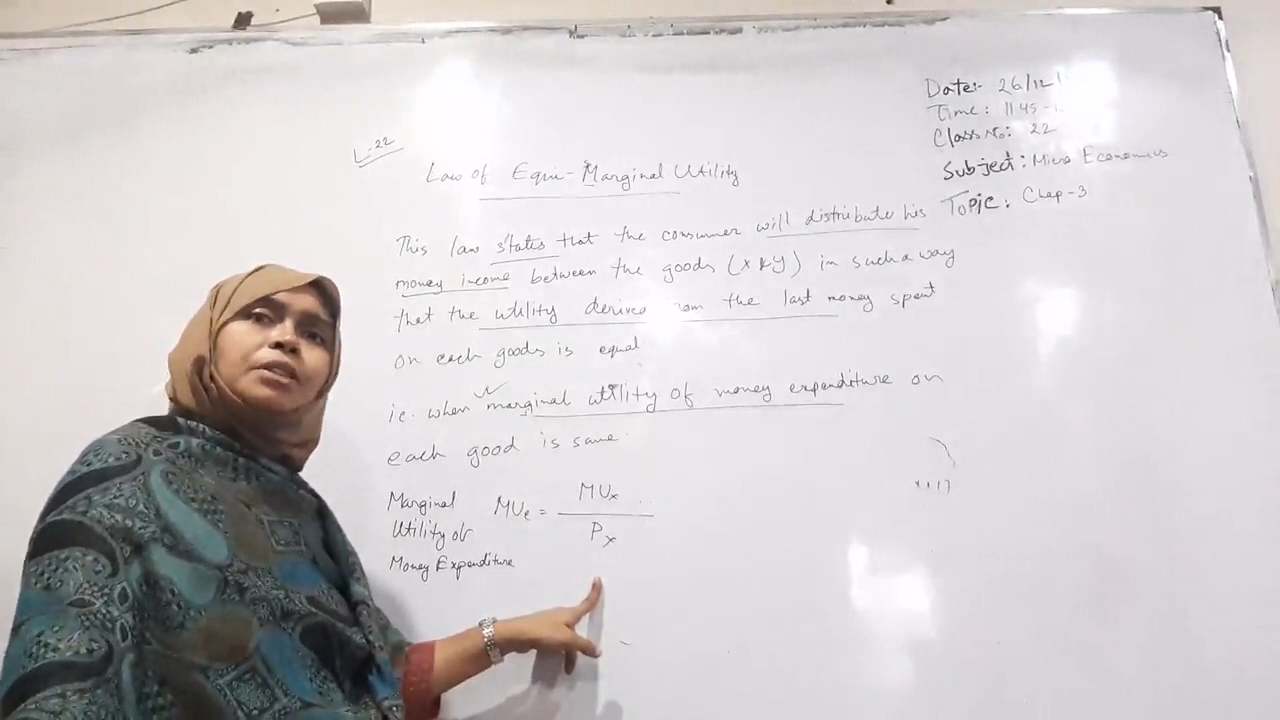 L-22
Law of Equi-Marginal Utility
This law states that the consumer will distribute his
money income between the goods (X & Y) in such a way
that the utility derived from the last money spent
on each goods is equal
ie. when marginal utility of money expenditure on
each good is same.
Marginal
Utility of
Money Expenditure
MUe = MUx
Px
Date:- 26/12
Time: 11 45-
Class No: 22
Subject: Micro Economics
Topic: Chap-3